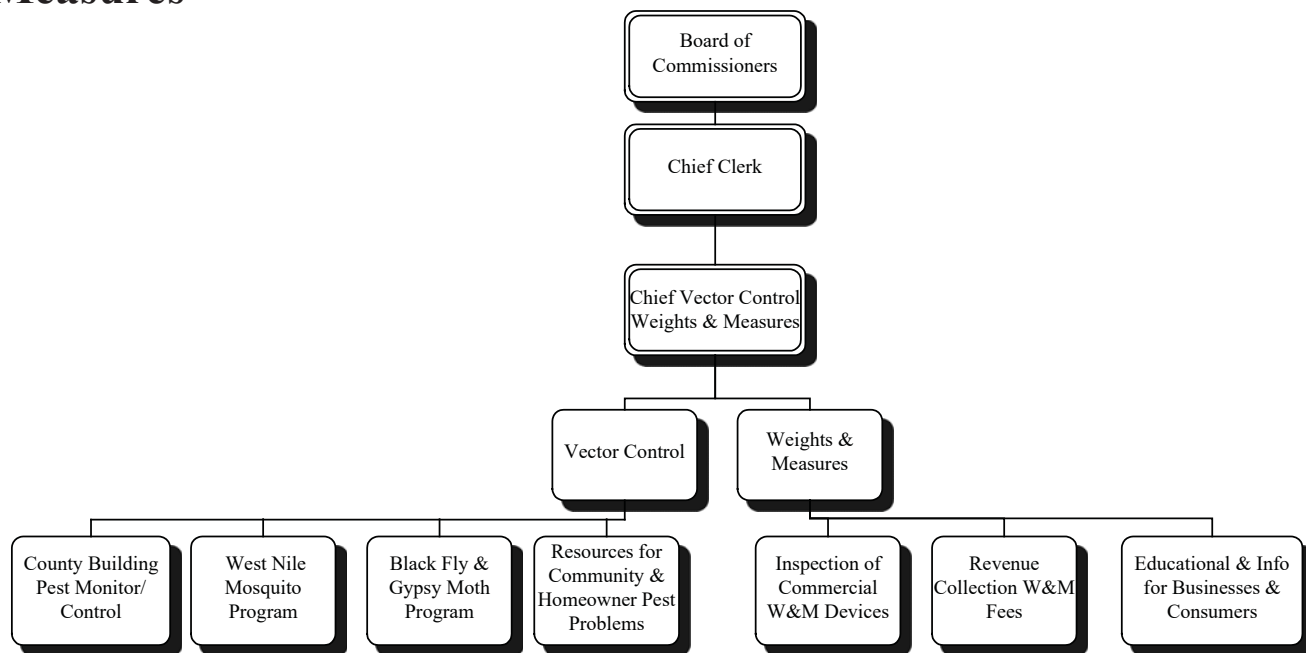 Measures
Board of
Commissioners
Chief Clerk
Chief Vector Control
Weights & Measures
Vector Control
Weights &
Measures
County Building
Pest Monitor/
Control
West Nile
Mosquito
Program
Black Fly &
Gypsy Moth
Program
Resources for
Community &
Homeowner Pest
Problems
Inspection of
Commercial
W&M Devices
Revenue
Collection W&M
Fees
Educational & Info
for Businesses &
Consumers